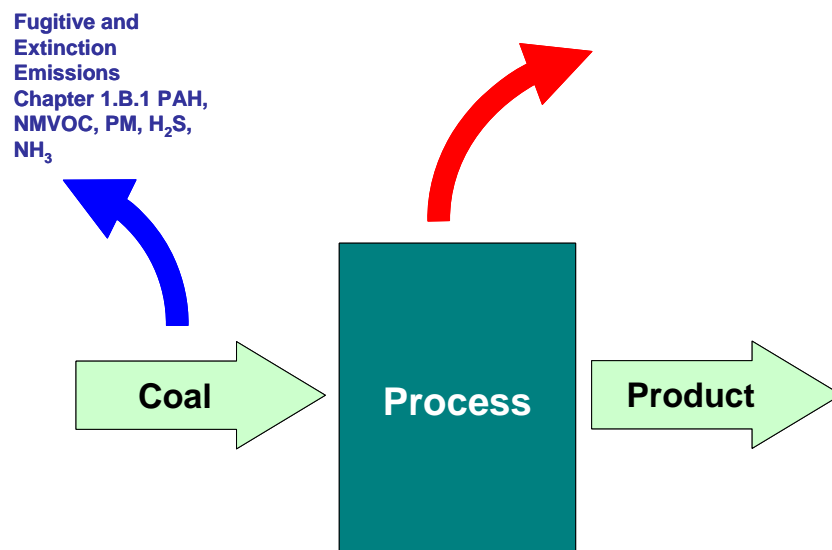 Fugitive and
Extinction
Emissions
Chapter 1.B.1 PAH,
NMVOC, PM, H₂S,
NH₃
Coal
Process
Product